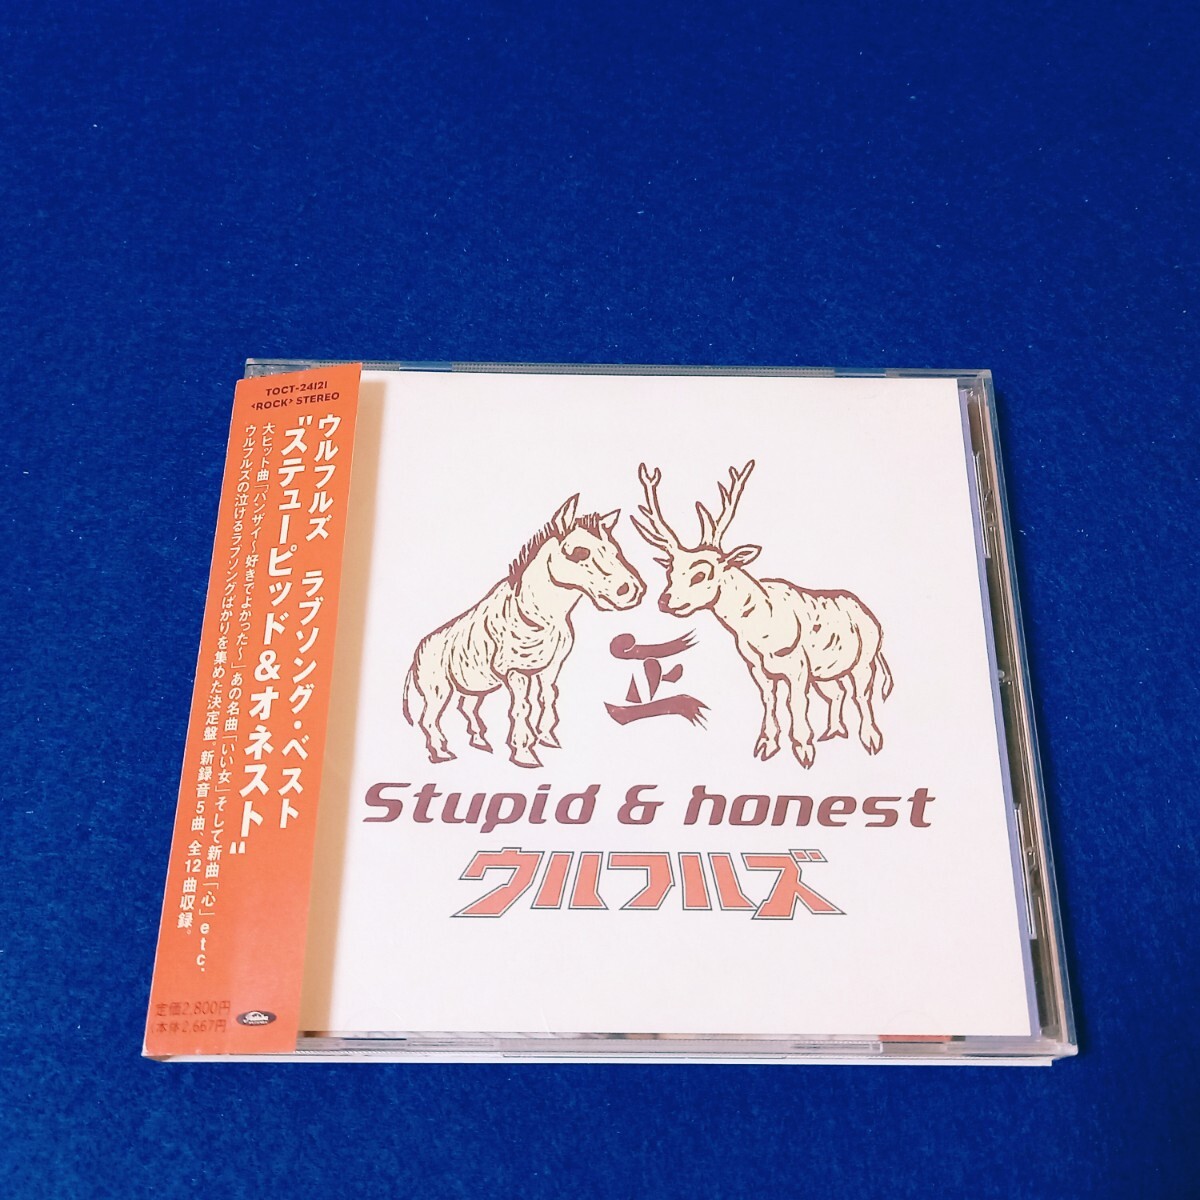 TOCT-24121
<ROCK> STEREO
ウルフルズ ラブソング・ベスト
"ステューピッド&オネスト"
大ヒット曲「バンザイ～好きでよかった～」あの名曲「いい女」そして新曲「心」etc.
ウルフルズの泣けるラブソングばかりを集めた決定盤。新録音5曲、全12曲収録。
定価2,800円
本体2,667円
正
Stupid & honest
ウルフルズ